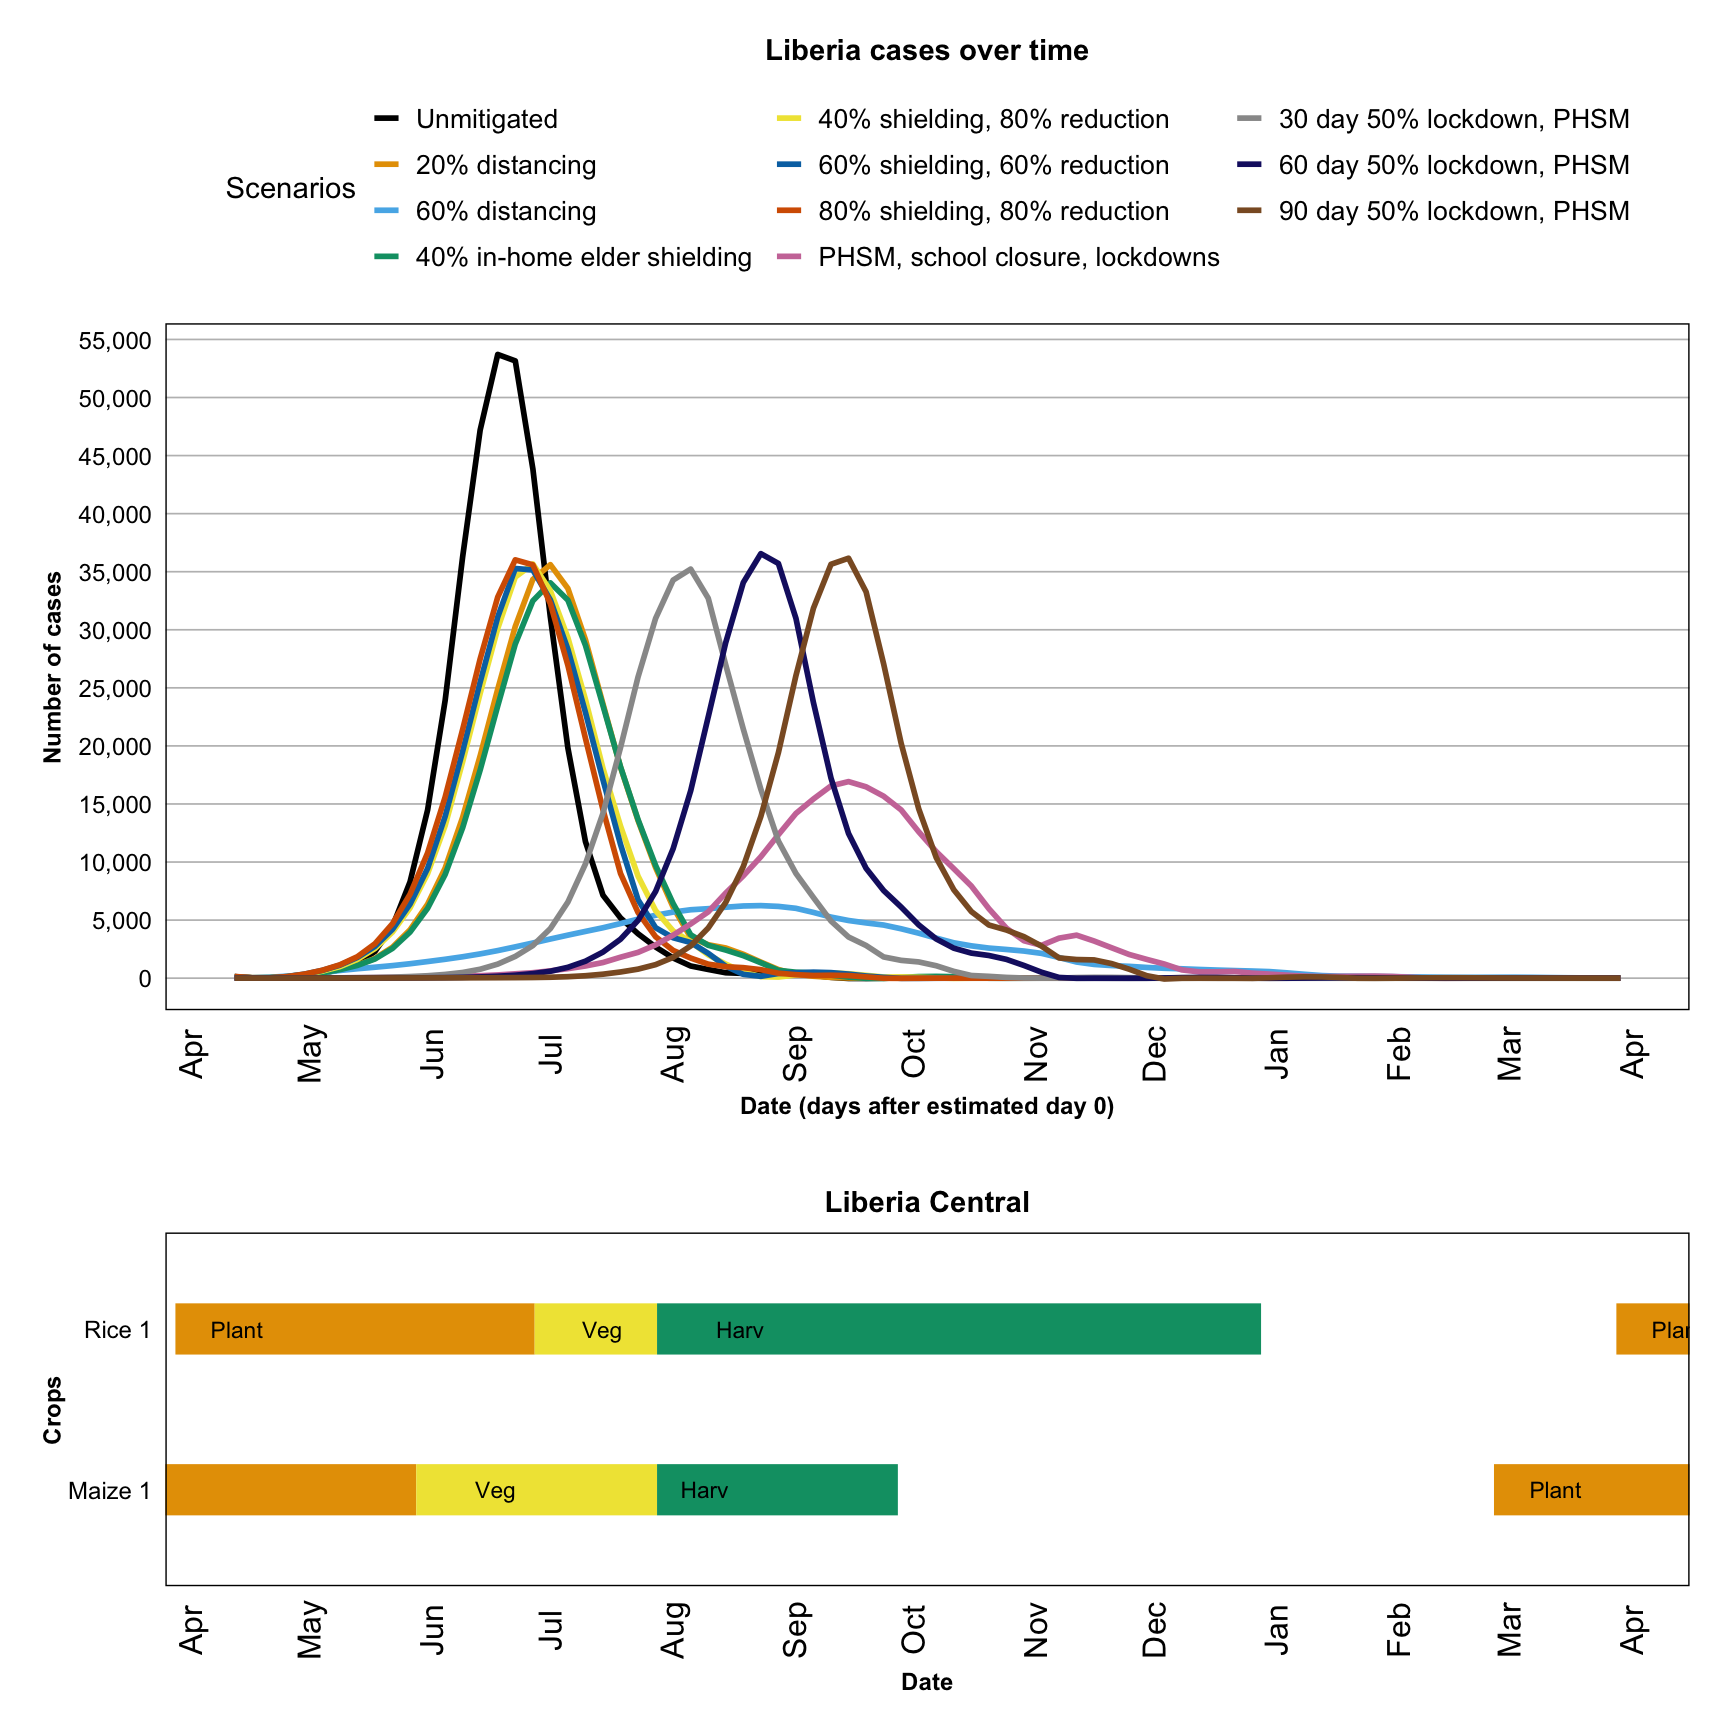 Liberia cases over time
Scenarios
Unmitigated
20% distancing
60% distancing
40% in-home elder shielding
40% shielding, 80% reduction
60% shielding, 60% reduction
80% shielding, 80% reduction
PHSM, school closure, lockdowns
30 day 50% lockdown, PHSM
60 day 50% lockdown, PHSM
90 day 50% lockdown, PHSM
Number of cases
55,000
50,000
45,000
40,000
35,000
30,000
25,000
20,000
15,000
10,000
5,000
0
Apr May Jun Jul Aug Sep Oct Nov Dec Jan Feb Mar Apr
Date (days after estimated day 0)
Liberia Central
Crops
Rice 1 Plant Veg Harv Plan
Maize 1 Veg Harv Plant
Apr May Jun Jul Aug Sep Oct Nov Dec Jan Feb Mar Apr
Date